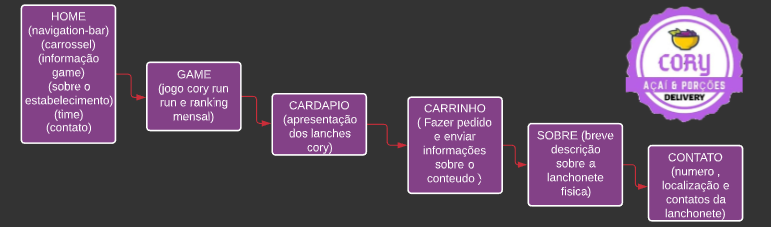 HOME
(navigation-bar)
(carrossel)
(informação
game)
(sobre o
estabelecimento)
(time)
(contato)
GAME
(jogo cory run
run e ranking
mensal)
CARDAPIO
(apresentação
dos lanches
cory)
CARRINHO
( Fazer pedido
e enviar
informações
sobre o
conteudo )
SOBRE (breve
descrição
sobre a
lanchonete
fisica)
CONTATO
(numero ,
localização e
contatos da
lanchonete)
CORY
AÇAÍ & PORÇÕES
DELIVERY